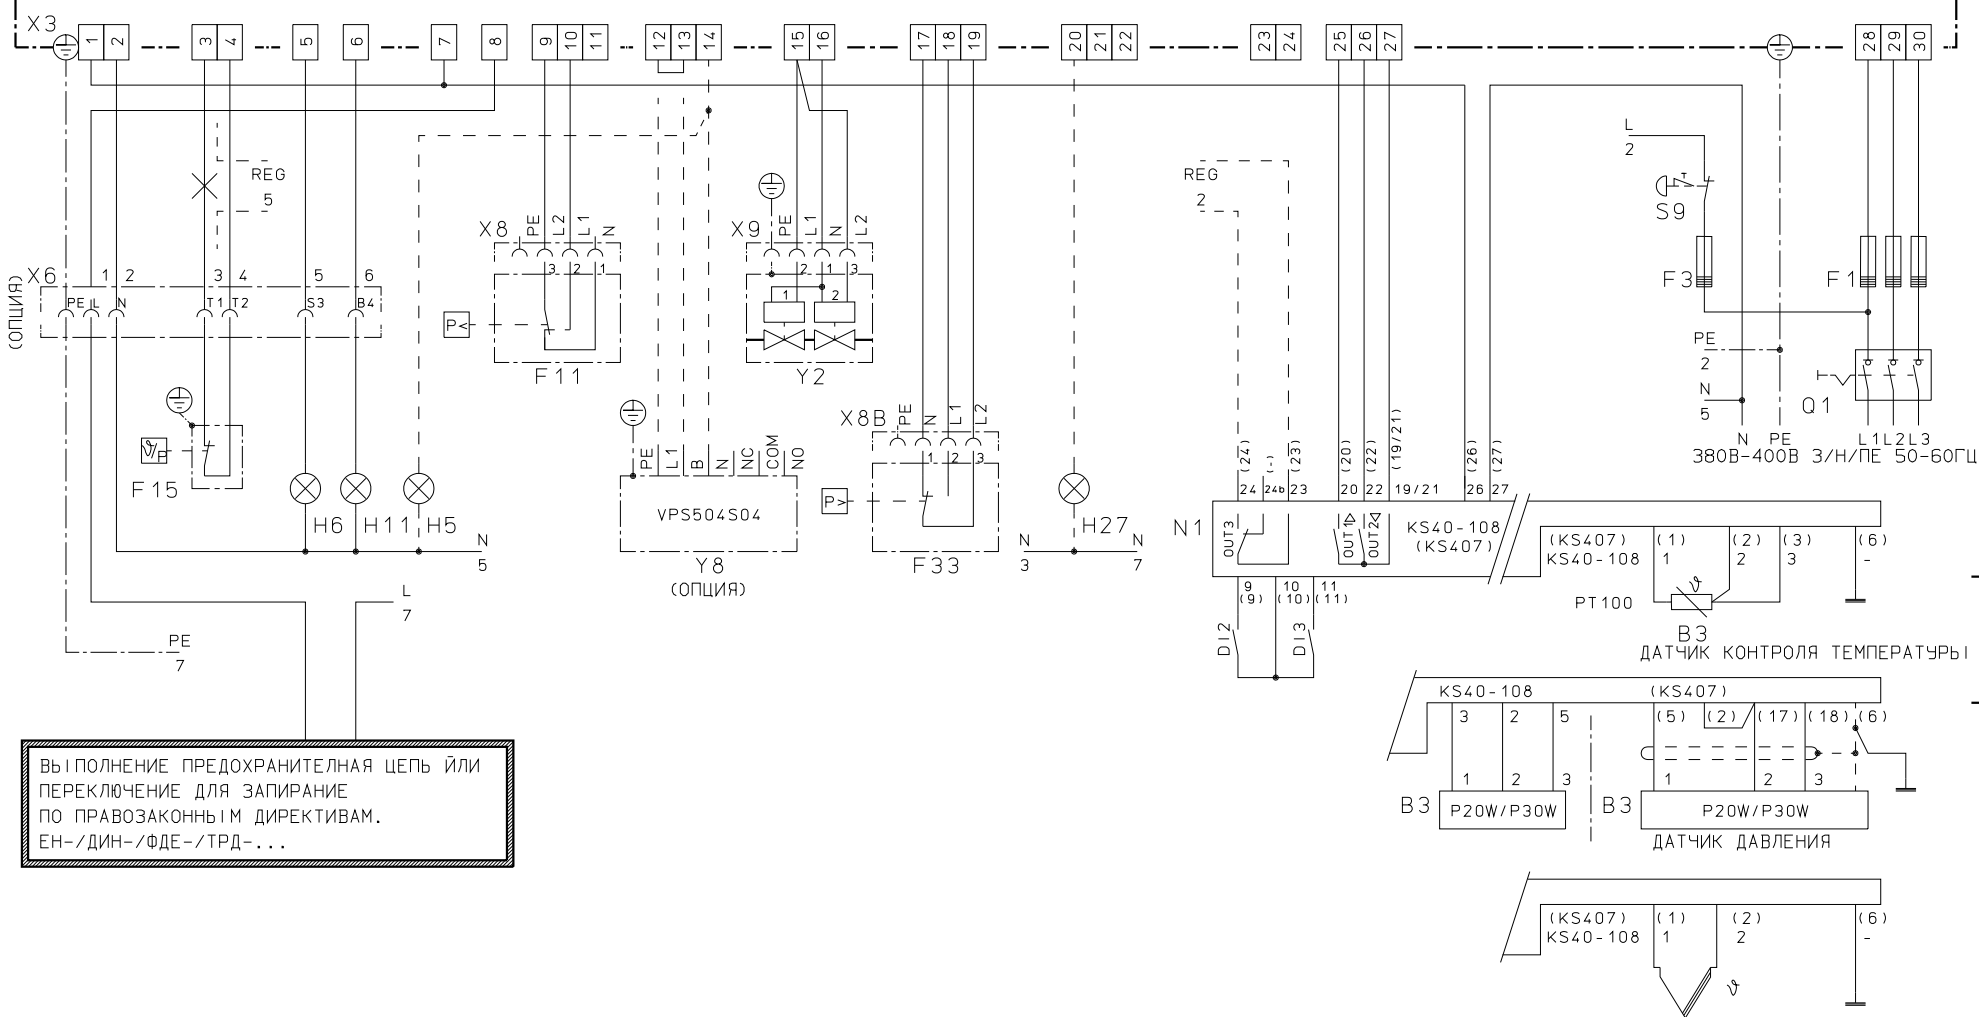 X3
1 2 3 4 5 6 7 8 9 10 11 12 13 14 15 16 17 18 19 20 21 22 23 24 25 26 27 28 29 30
L
2
REG
5
REG
2
S9
X8 PE L2 L1 N
X9 PE L1 N L2
X6
(ОПЦИЯ)
1 2 3 4 5 6
PE L N T1 T2 S3 B4
3 2 1
2 1 3
1 2
P<
F11
Y2
F3
F1
PE
2
N
5
Q1
N PE L1 L2 L3
380В-400В 3/Н/ПЕ 50-60ГЦ
X8B PE N L1 L2
1 2 3
P>
F33
ϑ/P
F15
H6 H11 H5
N
5
PE L1 B N NC COM NO
VPS504S04
Y8
(ОПЦИЯ)
H27
N
3
N
7
(24) (-) (23) (20) (22) (19/21) (26) (27)
24 24b 23 20 22 19/21 26 27
N1
OUT3 OUT1 OUT2
KS40-108
(KS407)
9 10 11
(9) (10) (11)
DI2 DI3
(KS407) (1) (2) (3) (6)
KS40-108 1 2 3 -
PT100
ϑ
B3
ДАТЧИК КОНТРОЛЯ ТЕМПЕРАТУРЫ
L
7
PE
7
KS40-108 (KS407)
3 2 5 (5) (2) (17) (18) (6)
1 2 3 1 2 3
B3 P20W/P30W B3 P20W/P30W
ДАТЧИК ДАВЛЕНИЯ
ВЫПОЛНЕНИЕ ПРЕДОХРАНИТЕЛНАЯ ЦЕПЬ ЙЛИ
ПЕРЕКЛЮЧЕНИЕ ДЛЯ ЗАПИРАНИЕ
ПО ПРАВОЗАКОННЫМ ДИРЕКТИВАМ.
ЕН-/ДИН-/ФДЕ-/ТРД-...
(KS407) (1) (2) (6)
KS40-108 1 2 -
ϑ